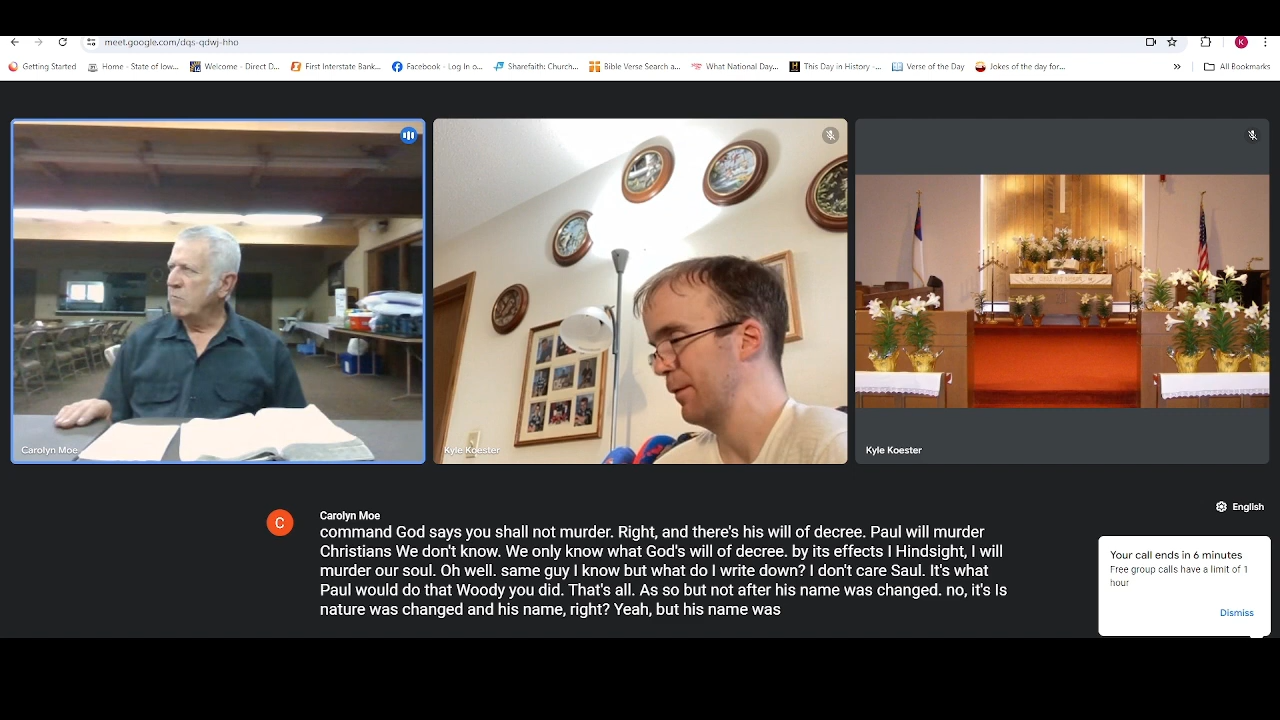 meet.google.com/dqs-qdwj-hho
K
Getting Started
Home - State of Iow...
Welcome - Direct D...
First Interstate Bank...
Facebook - Log In o...
Sharefaith: Church...
Bible Verse Search a...
What National Day...
This Day in History -...
Verse of the Day
Jokes of the day for...
»
All Bookmarks
Carolyn Moe
Kyle Koester
Kyle Koester
English
C
Carolyn Moe
command God says you shall not murder. Right, and there's his will of decree. Paul will murder
Christians We don't know. We only know what God's will of decree. by its effects I Hindsight, I will
murder our soul. Oh well. same guy I know but what do I write down? I don't care Saul. It's what
Paul would do that Woody you did. That's all. As so but not after his name was changed. no, it's Is
nature was changed and his name, right? Yeah, but his name was
Your call ends in 6 minutes
Free group calls have a limit of 1
hour
Dismiss